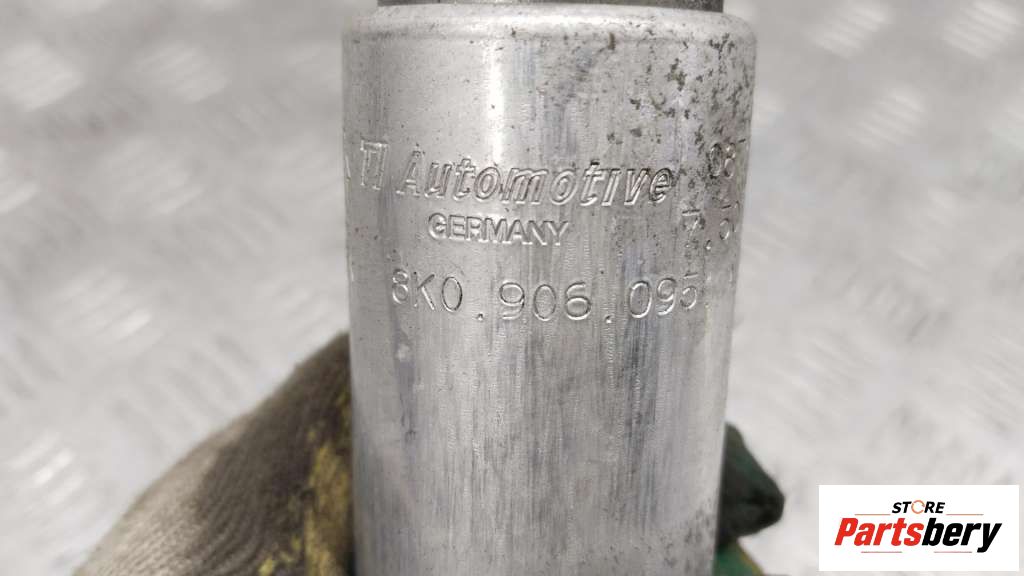 TI Automotive
GERMANY
8K0.906.095
STORE
Partsbery